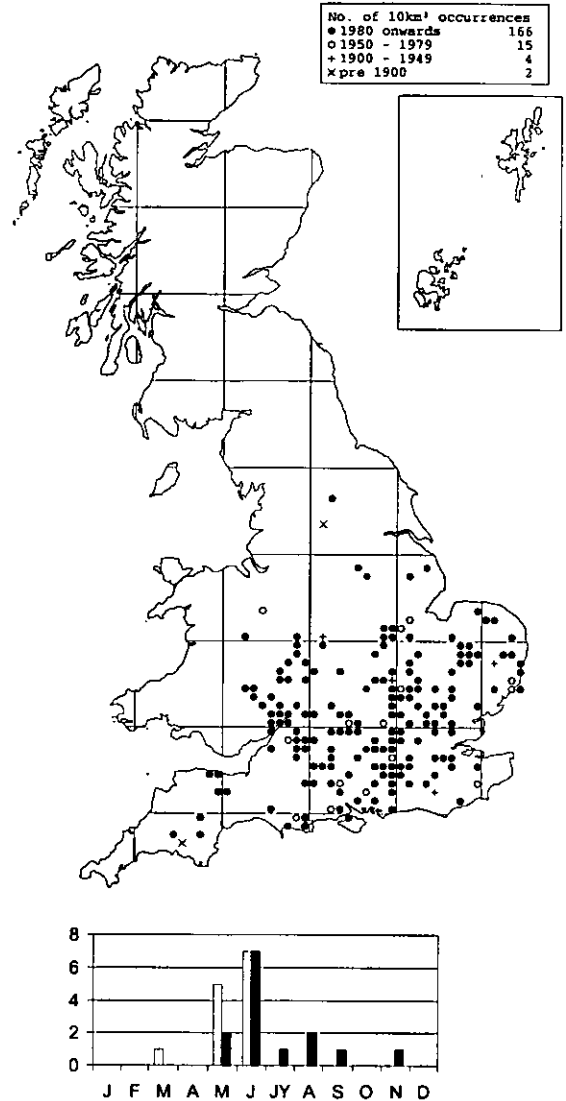 No. of 10km² occurrences
● 1980 onwards 166
○ 1950 - 1979 15
+ 1900 - 1949 4
× pre 1900 2
8
6
4
2
0
J F M A M J JY A S O N D